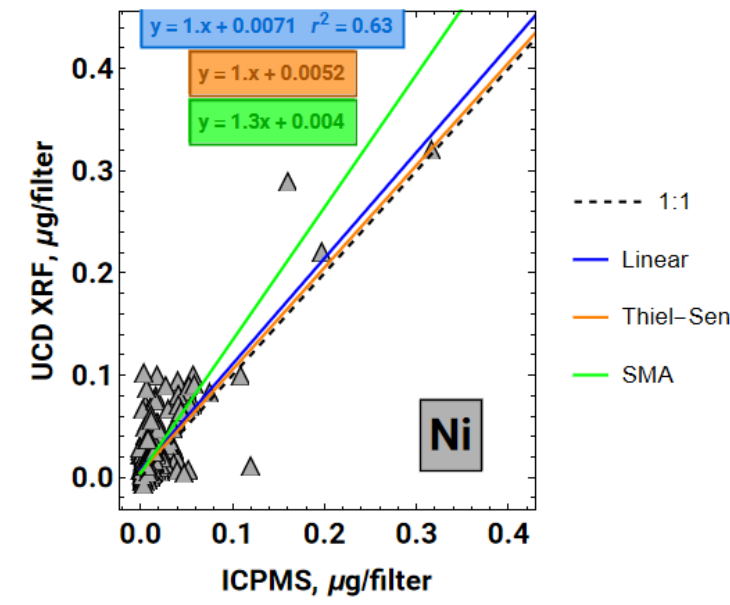 y = 1.x + 0.0071 r² = 0.63
y = 1.x + 0.0052
y = 1.3x + 0.004
0.4
0.3
0.2
0.1
0.0
UCD XRF, µg/filter
Ni
0.0 0.1 0.2 0.3 0.4
ICPMS, µg/filter
1:1
Linear
Thiel−Sen
SMA